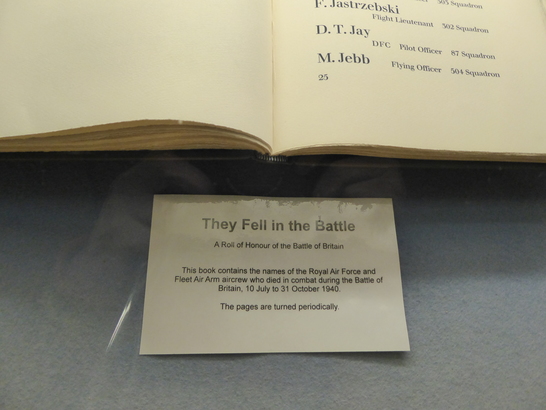 303 Squadron
F. Jastrzebski
Flight Lieutenant 302 Squadron
D. T. Jay
DFC Pilot Officer 87 Squadron
M. Jebb
Flying Officer 504 Squadron
25
They Fell in the Battle
A Roll of Honour of the Battle of Britain
This book contains the names of the Royal Air Force and
Fleet Air Arm aircrew who died in combat during the Battle of
Britain, 10 July to 31 October 1940.
The pages are turned periodically.